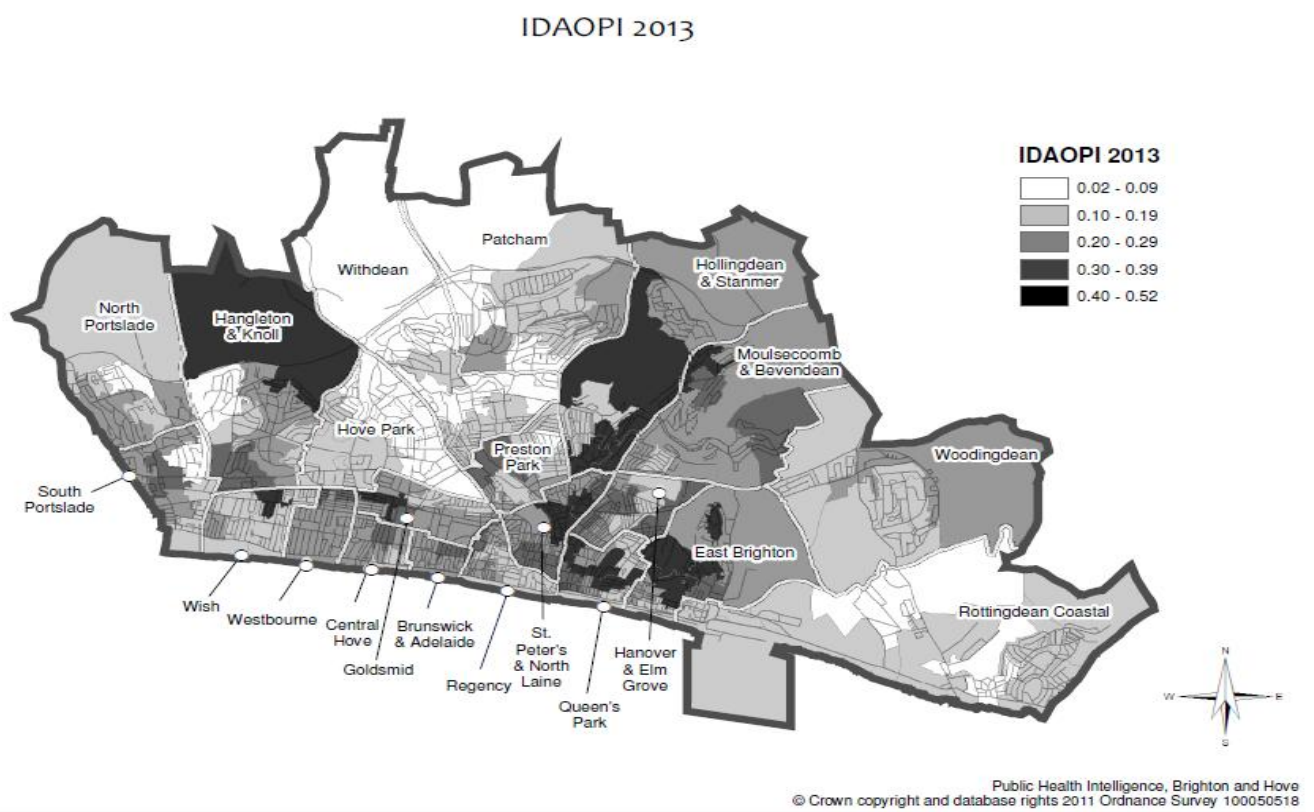 IDAOPI 2013
IDAOPI 2013
0.02 - 0.09
0.10 - 0.19
0.20 - 0.29
0.30 - 0.39
0.40 - 0.52
Patcham
Withdean
Hollingdean
& Stanmer
North
Portslade
Hangleton
& Knoll
Moulsecoomb
& Bevendean
Hove Park
Preston
Park
Woodingdean
South
Portslade
East Brighton
Wish
Westbourne
Central
Hove
Goldsmid
Brunswick
& Adelaide
Regency
St.
Peter's
& North
Laine
Queen's
Park
Hanover
& Elm
Grove
Rottingdean Coastal
N
W
E
S
Public Health Intelligence, Brighton and Hove
© Crown copyright and database rights 2011 Ordnance Survey 100050518